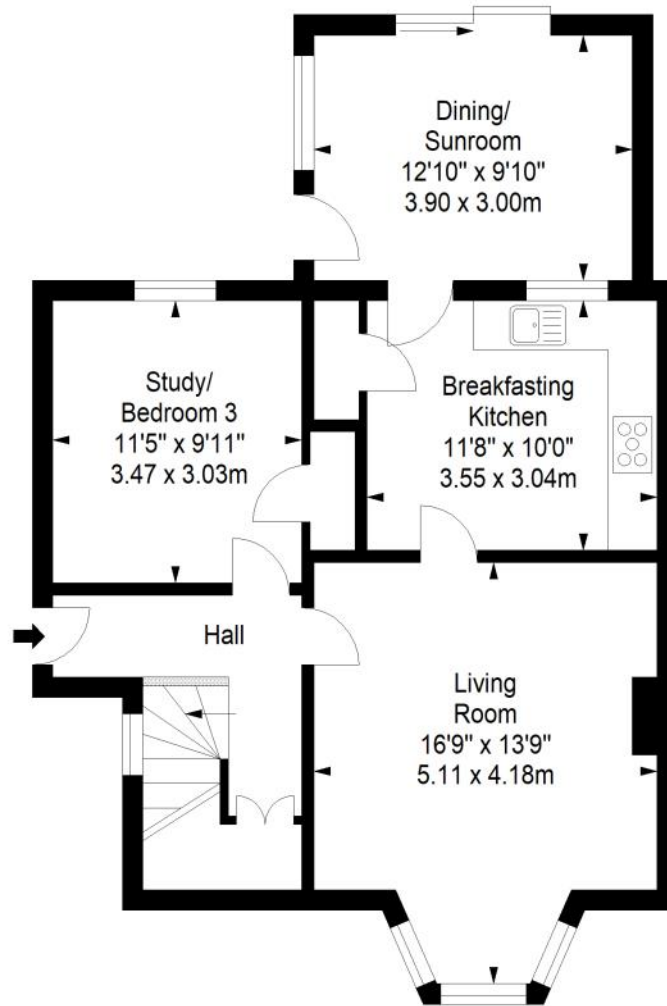 Dining/
Sunroom
12'10" x 9'10"
3.90 x 3.00m
Study/
Bedroom 3
11'5" x 9'11"
3.47 x 3.03m
Breakfasting
Kitchen
11'8" x 10'0"
3.55 x 3.04m
Hall
Living
Room
16'9" x 13'9"
5.11 x 4.18m